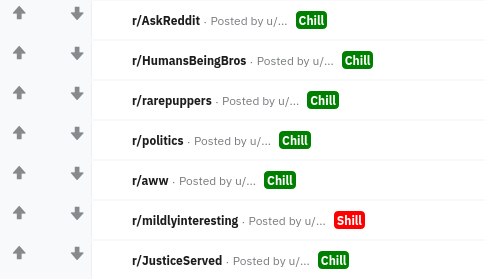 r/AskReddit · Posted by u/... Chill
r/HumansBeingBros · Posted by u/... Chill
r/rarepuppers · Posted by u/... Chill
r/politics · Posted by u/... Chill
r/aww · Posted by u/... Chill
r/mildlyinteresting · Posted by u/... Shill
r/JusticeServed · Posted by u/... Chill